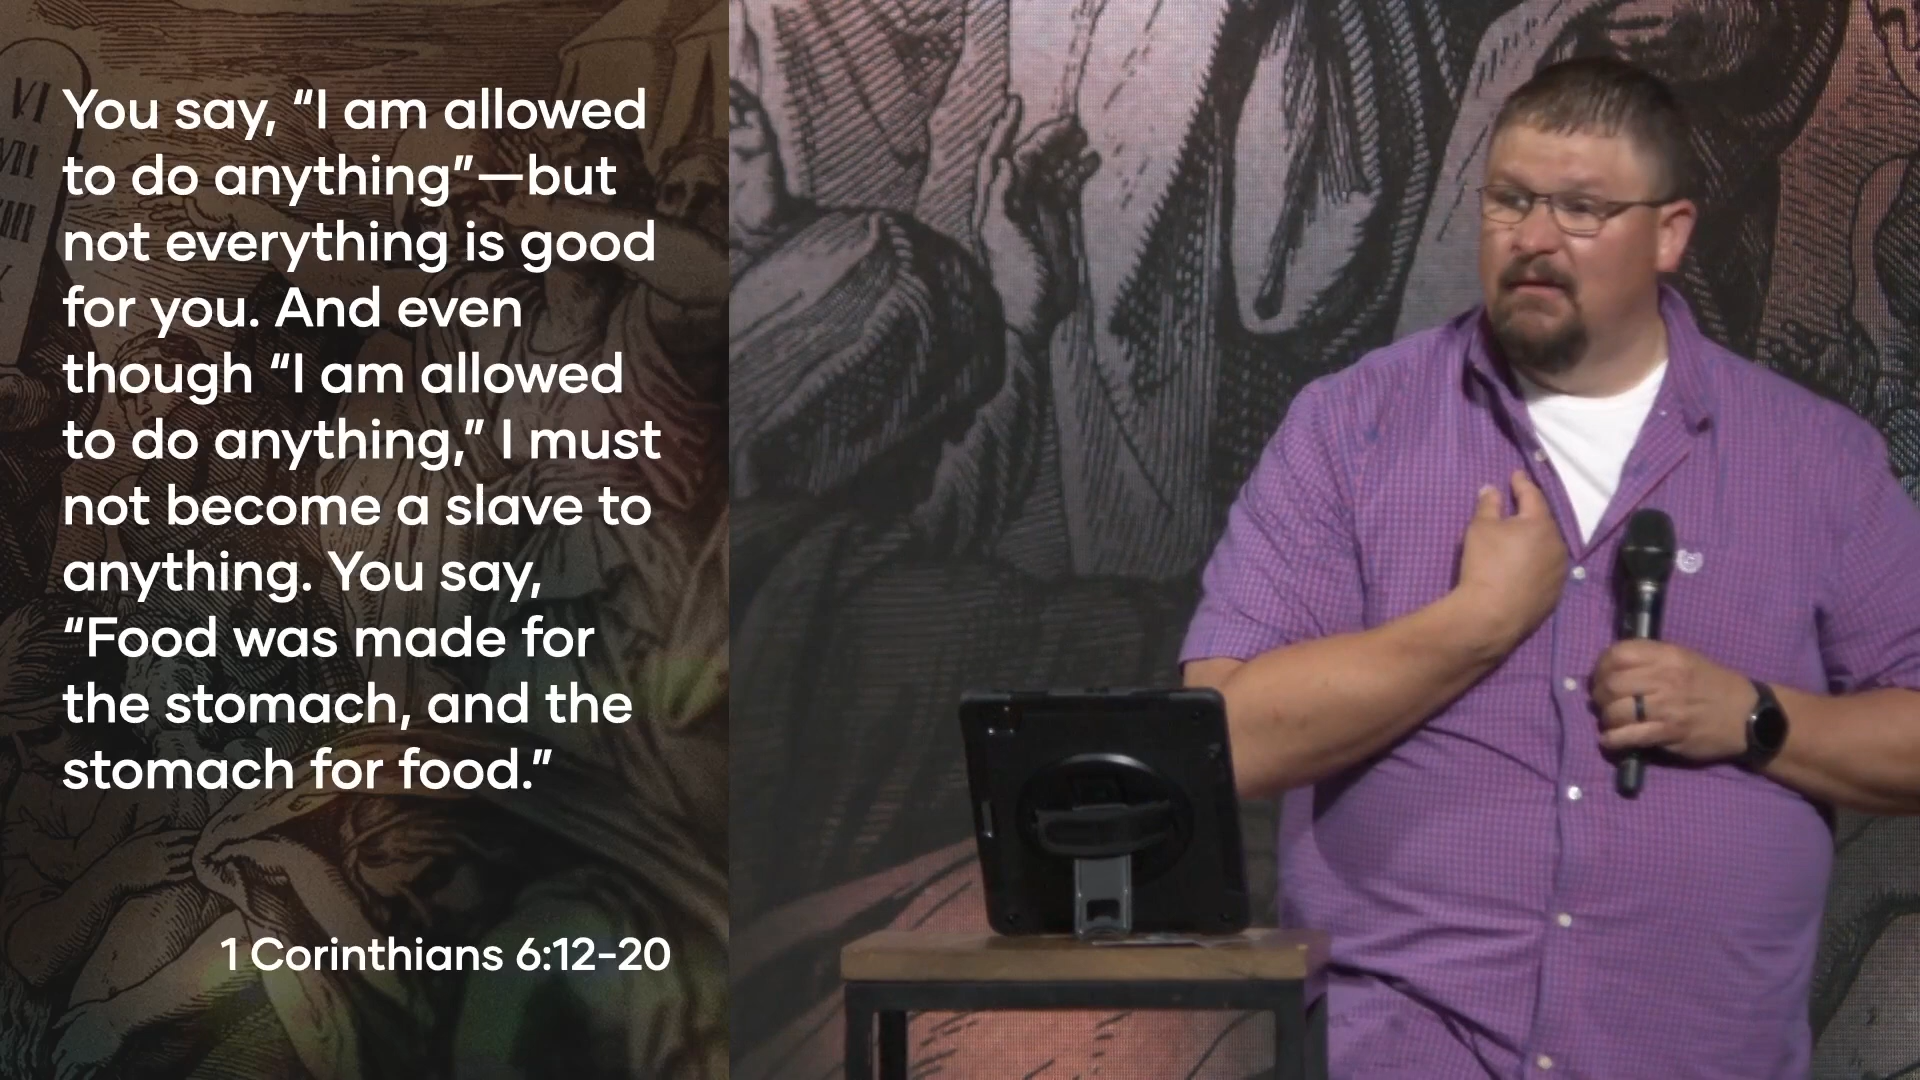 You say, “I am allowed
to do anything”—but
not everything is good
for you. And even
though “I am allowed
to do anything,” I must
not become a slave to
anything. You say,
“Food was made for
the stomach, and the
stomach for food.”
1 Corinthians 6:12-20
VI